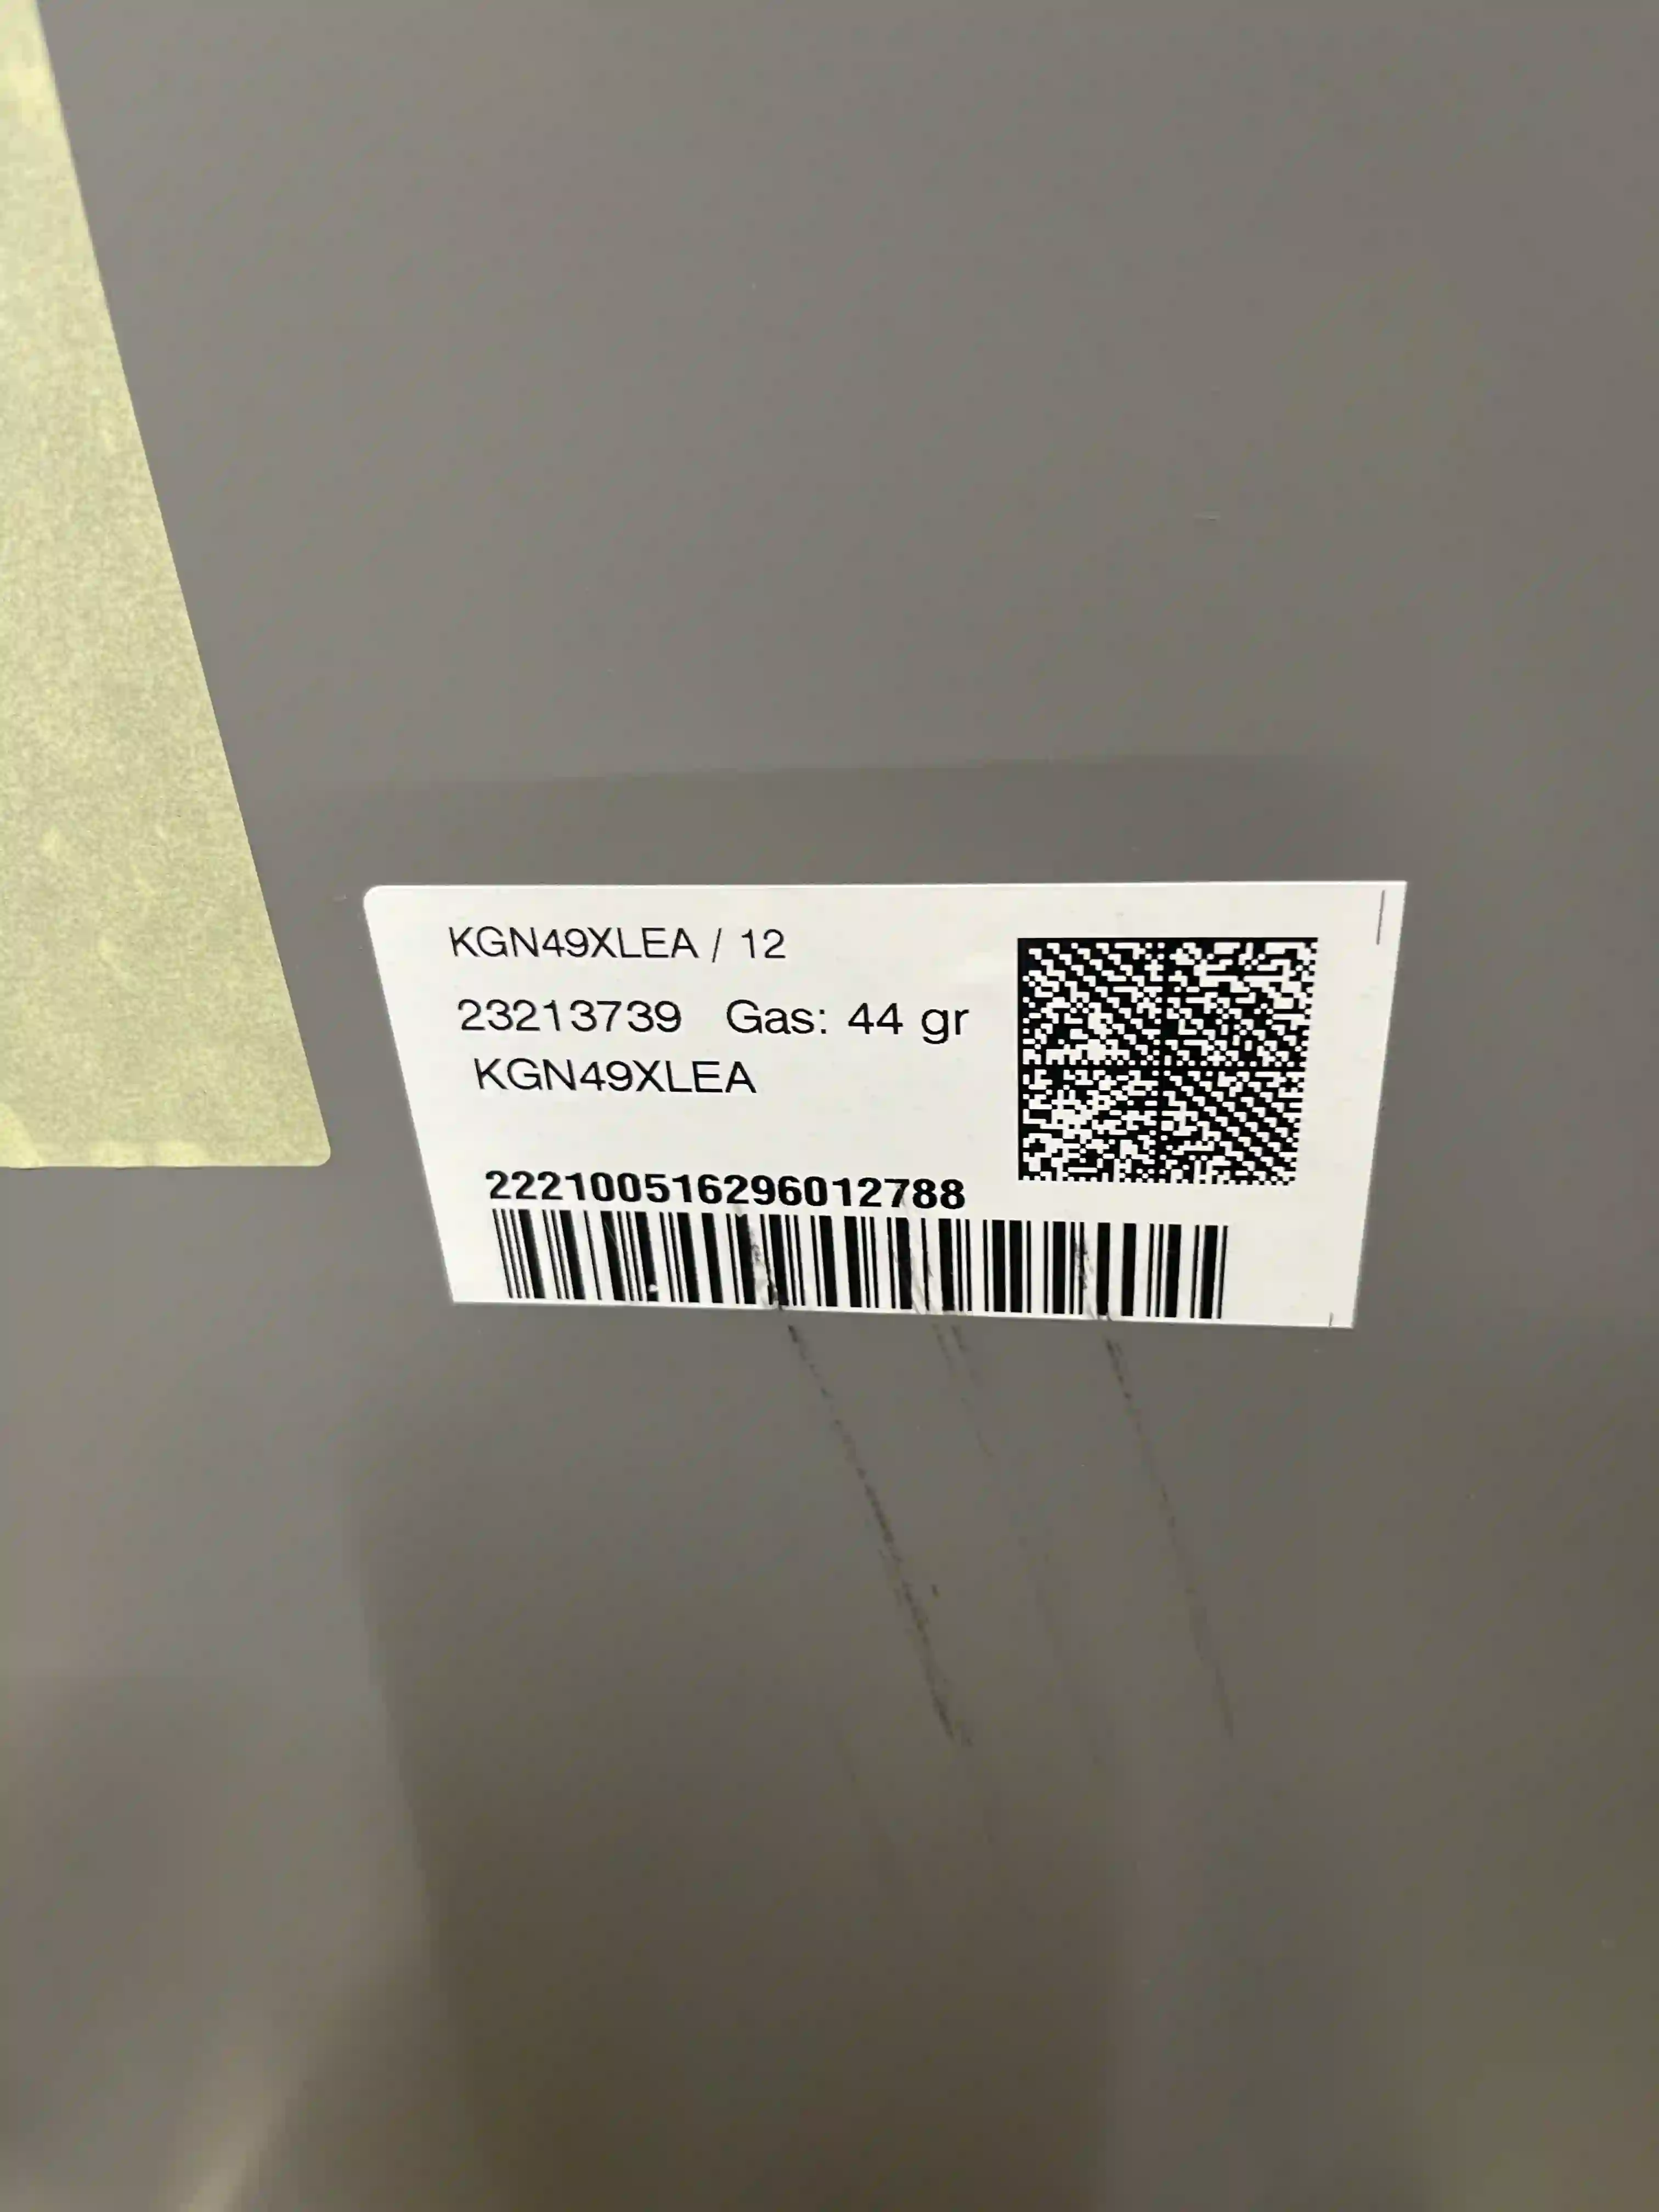 KGN49XLEA / 12
23213739 Gas: 44 gr
KGN49XLEA
222100516296012788